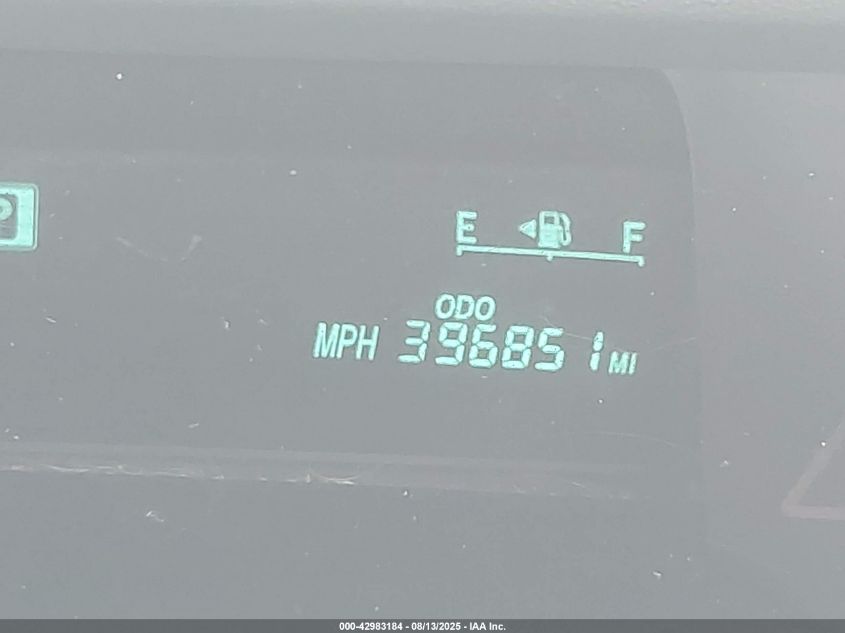 P
E F
ODO
MPH 396851 MI
000-42983184 - 08/13/2025 - IAA Inc.